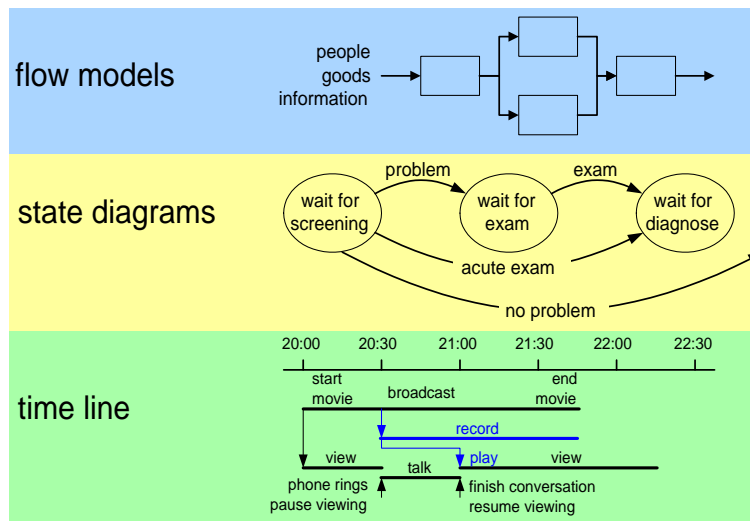 flow models
people
goods
information
state diagrams
problem
exam
wait for
screening
wait for
exam
wait for
diagnose
acute exam
no problem
time line
20:00 20:30 21:00 21:30 22:00 22:30
start
movie
broadcast
end
movie
record
view
talk
play
view
phone rings
pause viewing
finish conversation
resume viewing